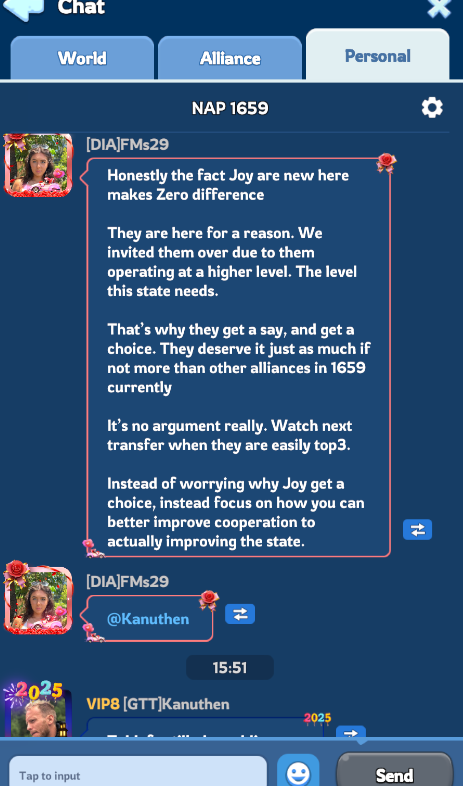 Chat
World
Alliance
Personal
NAP 1659
[DIA]FMs29
Honestly the fact Joy are new here
makes Zero difference
They are here for a reason. We
invited them over due to them
operating at a higher level. The level
this state needs.
That's why they get a say, and get a
choice. They deserve it just as much if
not more than other alliances in 1659
currently
It's no argument really. Watch next
transfer when they are easily top3.
Instead of worrying why Joy get a
choice, instead focus on how you can
better improve cooperation to
actually improving the state.
[DIA]FMs29
@Kanuthen
15:51
2025
VIP8 [GTT]Kanuthen
2025
Tap to input
Send